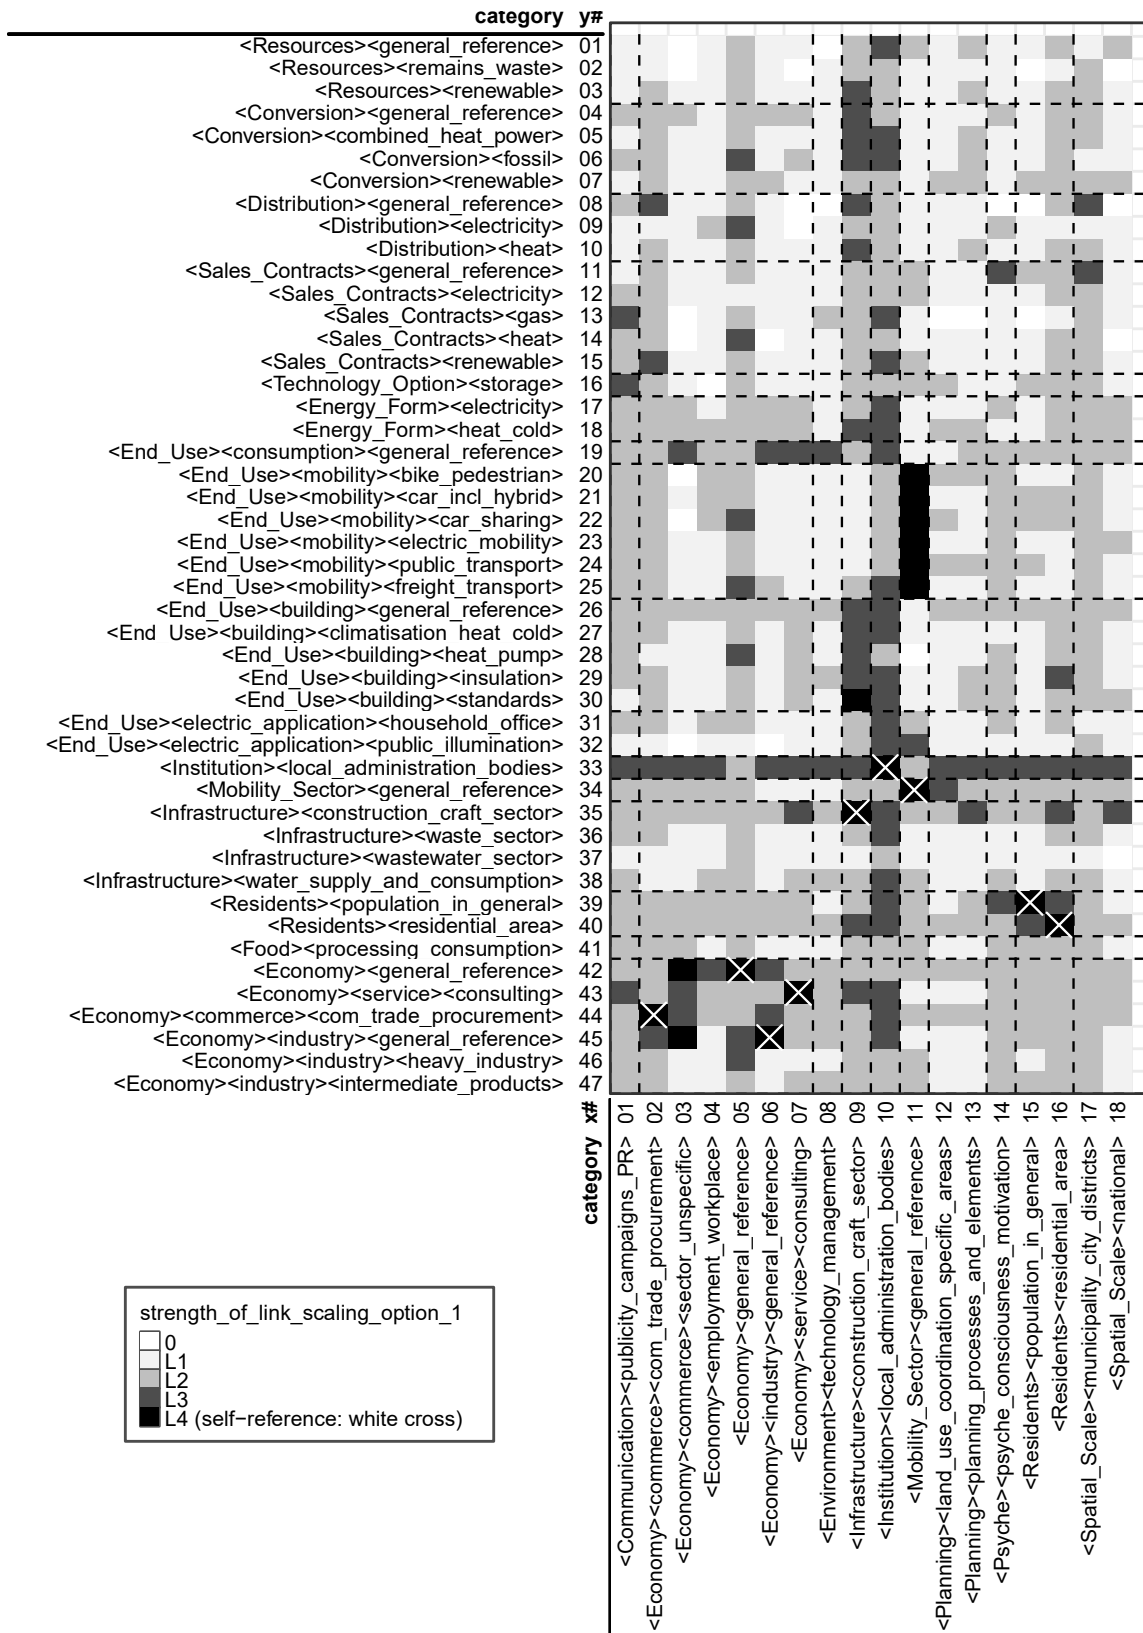 category y#
<Resources><general_reference> 01
<Resources><remains_waste> 02
<Resources><renewable> 03
<Conversion><general_reference> 04
<Conversion><combined_heat_power> 05
<Conversion><fossil> 06
<Conversion><renewable> 07
<Distribution><general_reference> 08
<Distribution><electricity> 09
<Distribution><heat> 10
<Sales_Contracts><general_reference> 11
<Sales_Contracts><electricity> 12
<Sales_Contracts><gas> 13
<Sales_Contracts><heat> 14
<Sales_Contracts><renewable> 15
<Technology_Option><storage> 16
<Energy_Form><electricity> 17
<Energy_Form><heat_cold> 18
<End_Use><consumption><general_reference> 19
<End_Use><mobility><bike_pedestrian> 20
<End_Use><mobility><car_incl_hybrid> 21
<End_Use><mobility><car_sharing> 22
<End_Use><mobility><electric_mobility> 23
<End_Use><mobility><public_transport> 24
<End_Use><mobility><freight_transport> 25
<End_Use><building><general_reference> 26
<End_Use><building><climatisation_heat_cold> 27
<End_Use><building><heat_pump> 28
<End_Use><building><insulation> 29
<End_Use><building><standards> 30
<End_Use><electric_application><household_office> 31
<End_Use><electric_application><public_illumination> 32
<Institution><local_administration_bodies> 33
<Mobility_Sector><general_reference> 34
<Infrastructure><construction_craft_sector> 35
<Infrastructure><waste_sector> 36
<Infrastructure><wastewater_sector> 37
<Infrastructure><water_supply_and_consumption> 38
<Residents><population_in_general> 39
<Residents><residential_area> 40
<Food><processing_consumption> 41
<Economy><general_reference> 42
<Economy><service><consulting> 43
<Economy><commerce><com_trade_procurement> 44
<Economy><industry><general_reference> 45
<Economy><industry><heavy_industry> 46
<Economy><industry><intermediate_products> 47
category x#
<Communication><publicity_campaigns_PR> 01
<Economy><commerce><com_trade_procurement> 02
<Economy><commerce><sector_unspecific> 03
<Economy><employment_workplace> 04
<Economy><general_reference> 05
<Economy><industry><general_reference> 06
<Economy><service><consulting> 07
<Environment><technology_management> 08
<Infrastructure><construction_craft_sector> 09
<Institution><local_administration_bodies> 10
<Mobility_Sector><general_reference> 11
<Planning><land_use_coordination_specific_areas> 12
<Planning><planning_processes_and_elements> 13
<Psyche><psyche_consciousness_motivation> 14
<Residents><population_in_general> 15
<Residents><residential_area> 16
<Spatial_Scale><municipality_city_districts> 17
<Spatial_Scale><national> 18
strength_of_link_scaling_option_1
0
L1
L2
L3
L4 (self−reference: white cross)